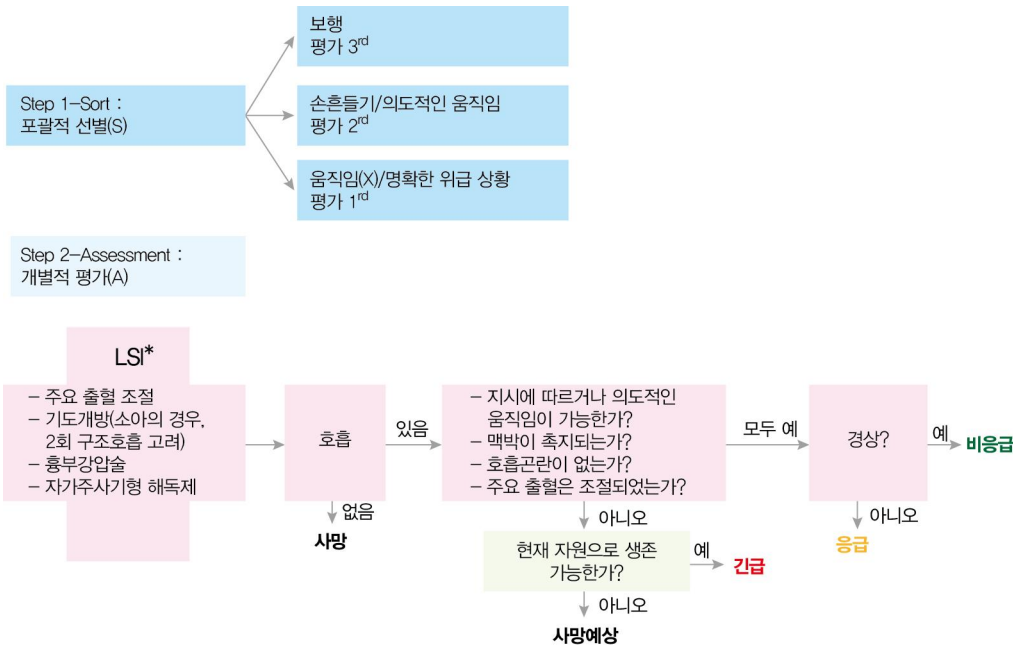 보행
평가 3rd
Step 1-Sort :
포괄적 선별(S)
손흔들기/의도적인 움직임
평가 2rd
움직임(X)/명확한 위급 상황
평가 1rd
Step 2-Assessment :
개별적 평가(A)
LSI*
- 주요 출혈 조절
- 기도개방(소아의 경우,
2회 구조호흡 고려)
- 흉부강압술
- 자가주사기형 해독제
호흡
있음
없음
사망
- 지시에 따르거나 의도적인
움직임이 가능한가?
- 맥박이 촉지되는가?
- 호흡곤란이 없는가?
- 주요 출혈은 조절되었는가?
모두 예
경상?
예
비응급
아니오
응급
아니오
현재 자원으로 생존
가능한가?
예
긴급
아니오
사망예상